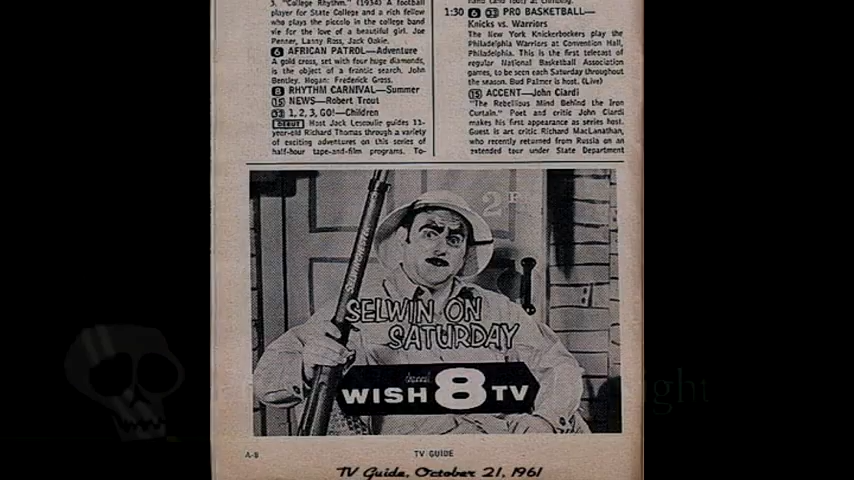 3. "College Rhythm." (1934) A football
player for State College and a rich fellow
who plays the piccolo in the college band
vie for the love of a beautiful girl. Joe
Penner, Lanny Ross, Jack Oakie.
6 AFRICAN PATROL—Adventure
A gold cross, set with four huge diamonds,
is the object of a frantic search. John
Bentley. Hogan: Frederick Gross.
8 RHYTHM CARNIVAL—Summer
15 NEWS—Robert Trout
33 1, 2, 3, GO!—Children
DEBUT Host Jack Lescoulie guides 11-
year-old Richard Thomas through a variety
of exciting adventures on this series of
half-hour tape-and-film programs. To-
1:30 6 33 PRO BASKETBALL—
Knicks vs. Warriors
The New York Knickerbockers play the
Philadelphia Warriors at Convention Hall,
Philadelphia. This is the first telecast of
regular National Basketball Association
games, to be seen each Saturday throughout
the season. Bud Palmer is host. (Live)
15 ACCENT—John Ciardi
"The Rebellious Mind Behind the Iron
Curtain." Poet and critic John Ciardi
makes his first appearance as series host.
Guest is art critic Richard MacLanathan,
who recently returned from Russia on an
extended tour under State Department
2 PM
SELWIN ON
SATURDAY
channel
WISH 8 TV
A-8
TV GUIDE
TV Guide, October 21, 1961